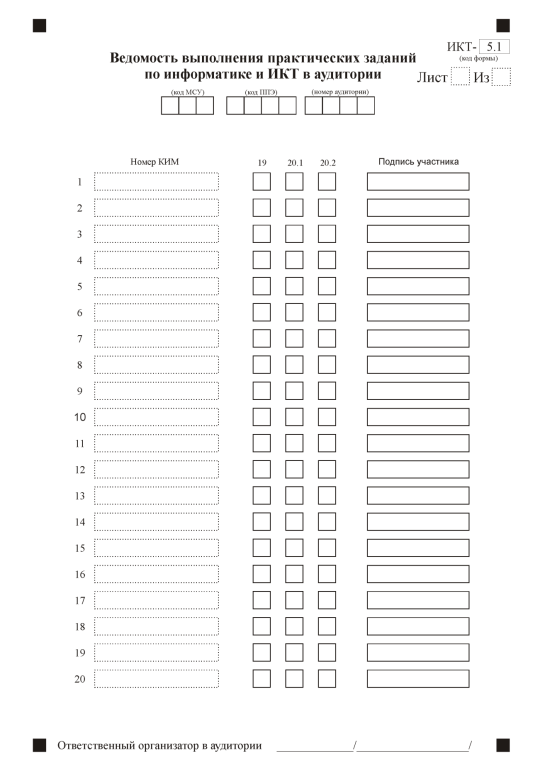 ИКТ- 5.1
(код формы)
Ведомость выполнения практических заданий
по информатике и ИКТ в аудитории
Лист Из
(код МСУ) (код ППЭ) (номер аудитории)
Номер КИМ 19 20.1 20.2 Подпись участника
1
2
3
4
5
6
7
8
9
10
11
12
13
14
15
16
17
18
19
20
Ответственный организатор в аудитории ____________/__________________/